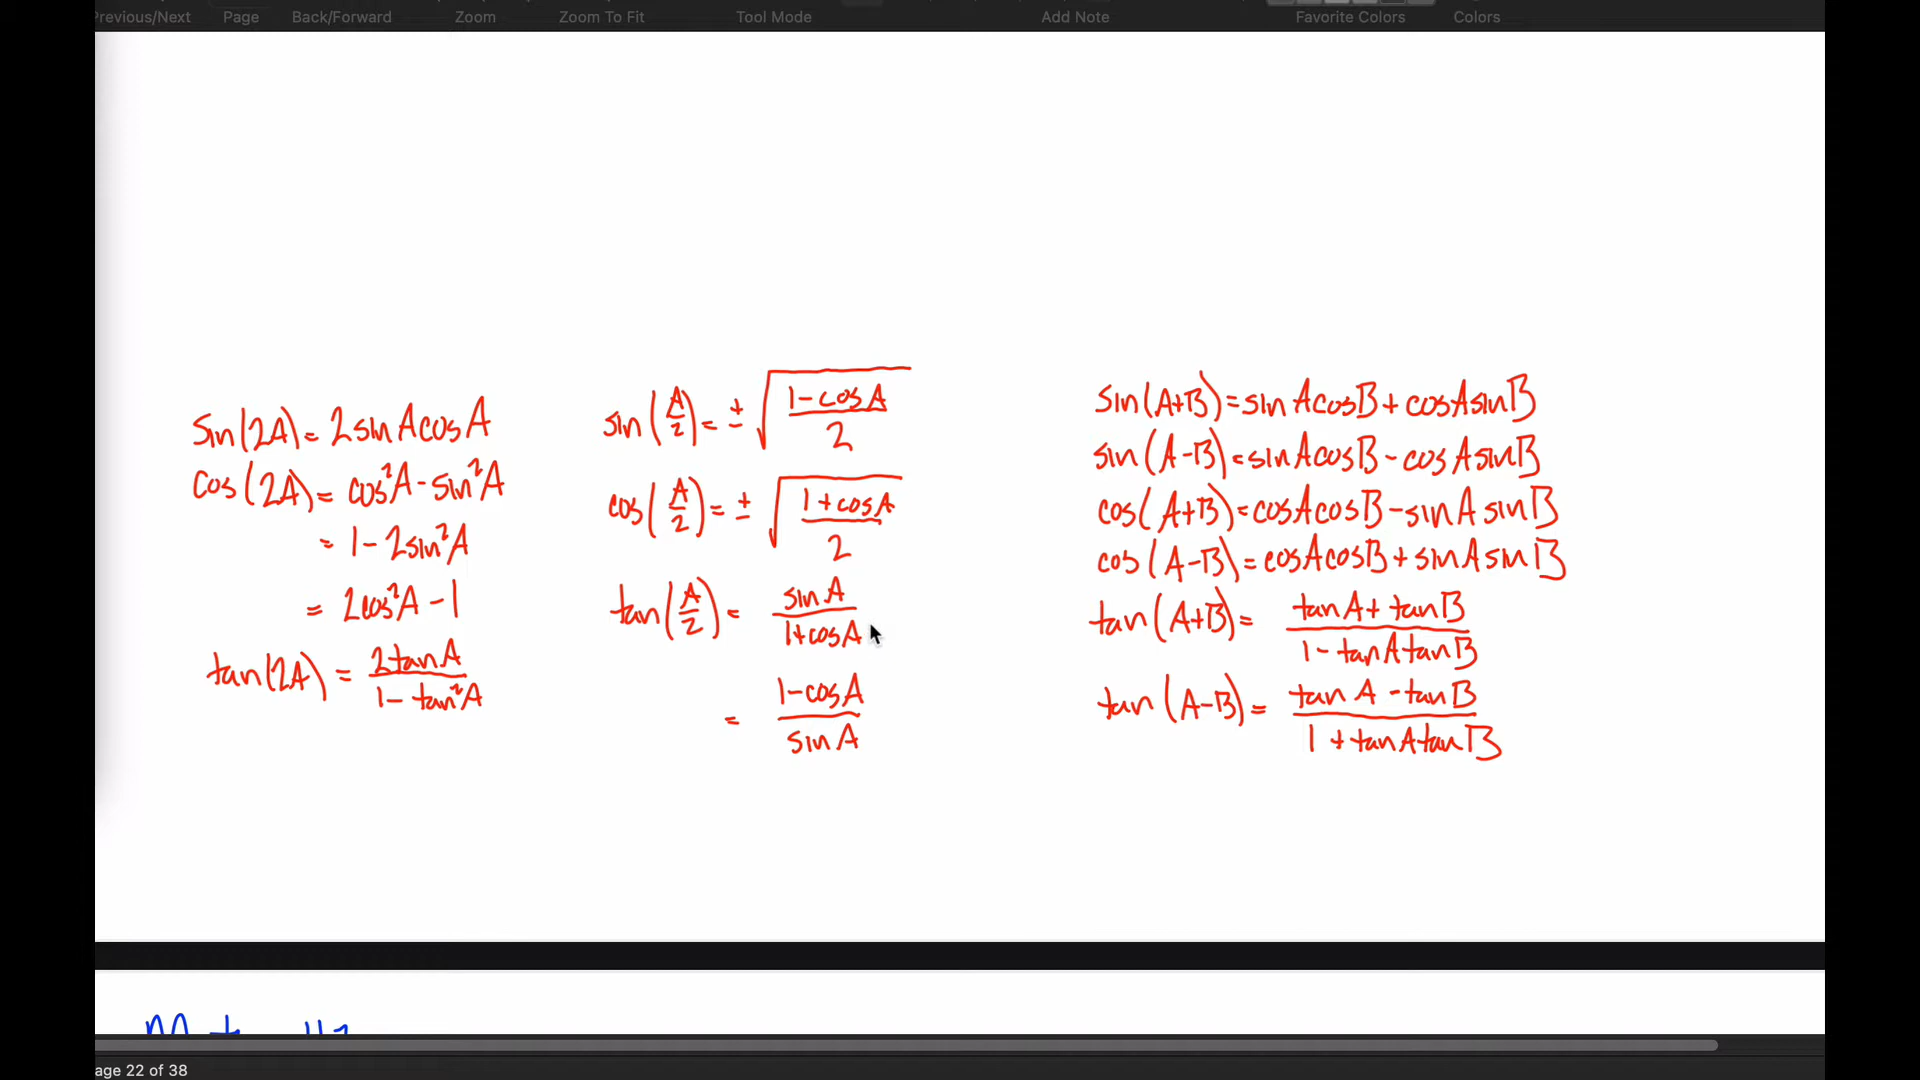 Previous/Next Page Back/Forward Zoom Zoom To Fit Tool Mode Add Note Favorite Colors Colors
sin(2A) = 2sinAcosA
cos(2A) = cos²A - sin²A
= 1 - 2sin²A
= 2cos²A - 1
tan(2A) = 2tanA / 1 - tan²A
sin(A/2) = ± √(1 - cosA / 2)
cos(A/2) = ± √(1 + cosA / 2)
tan(A/2) = sinA / 1+cosA
= 1-cosA / sinA
sin(A+B) = sinAcosB + cosAsinB
sin(A-B) = sinAcosB - cosAsinB
cos(A+B) = cosAcosB - sinAsinB
cos(A-B) = cosAcosB + sinAsinB
tan(A+B) = tanA + tanB / 1 - tanAtanB
tan(A-B) = tanA - tanB / 1 + tanAtanB
age 22 of 38